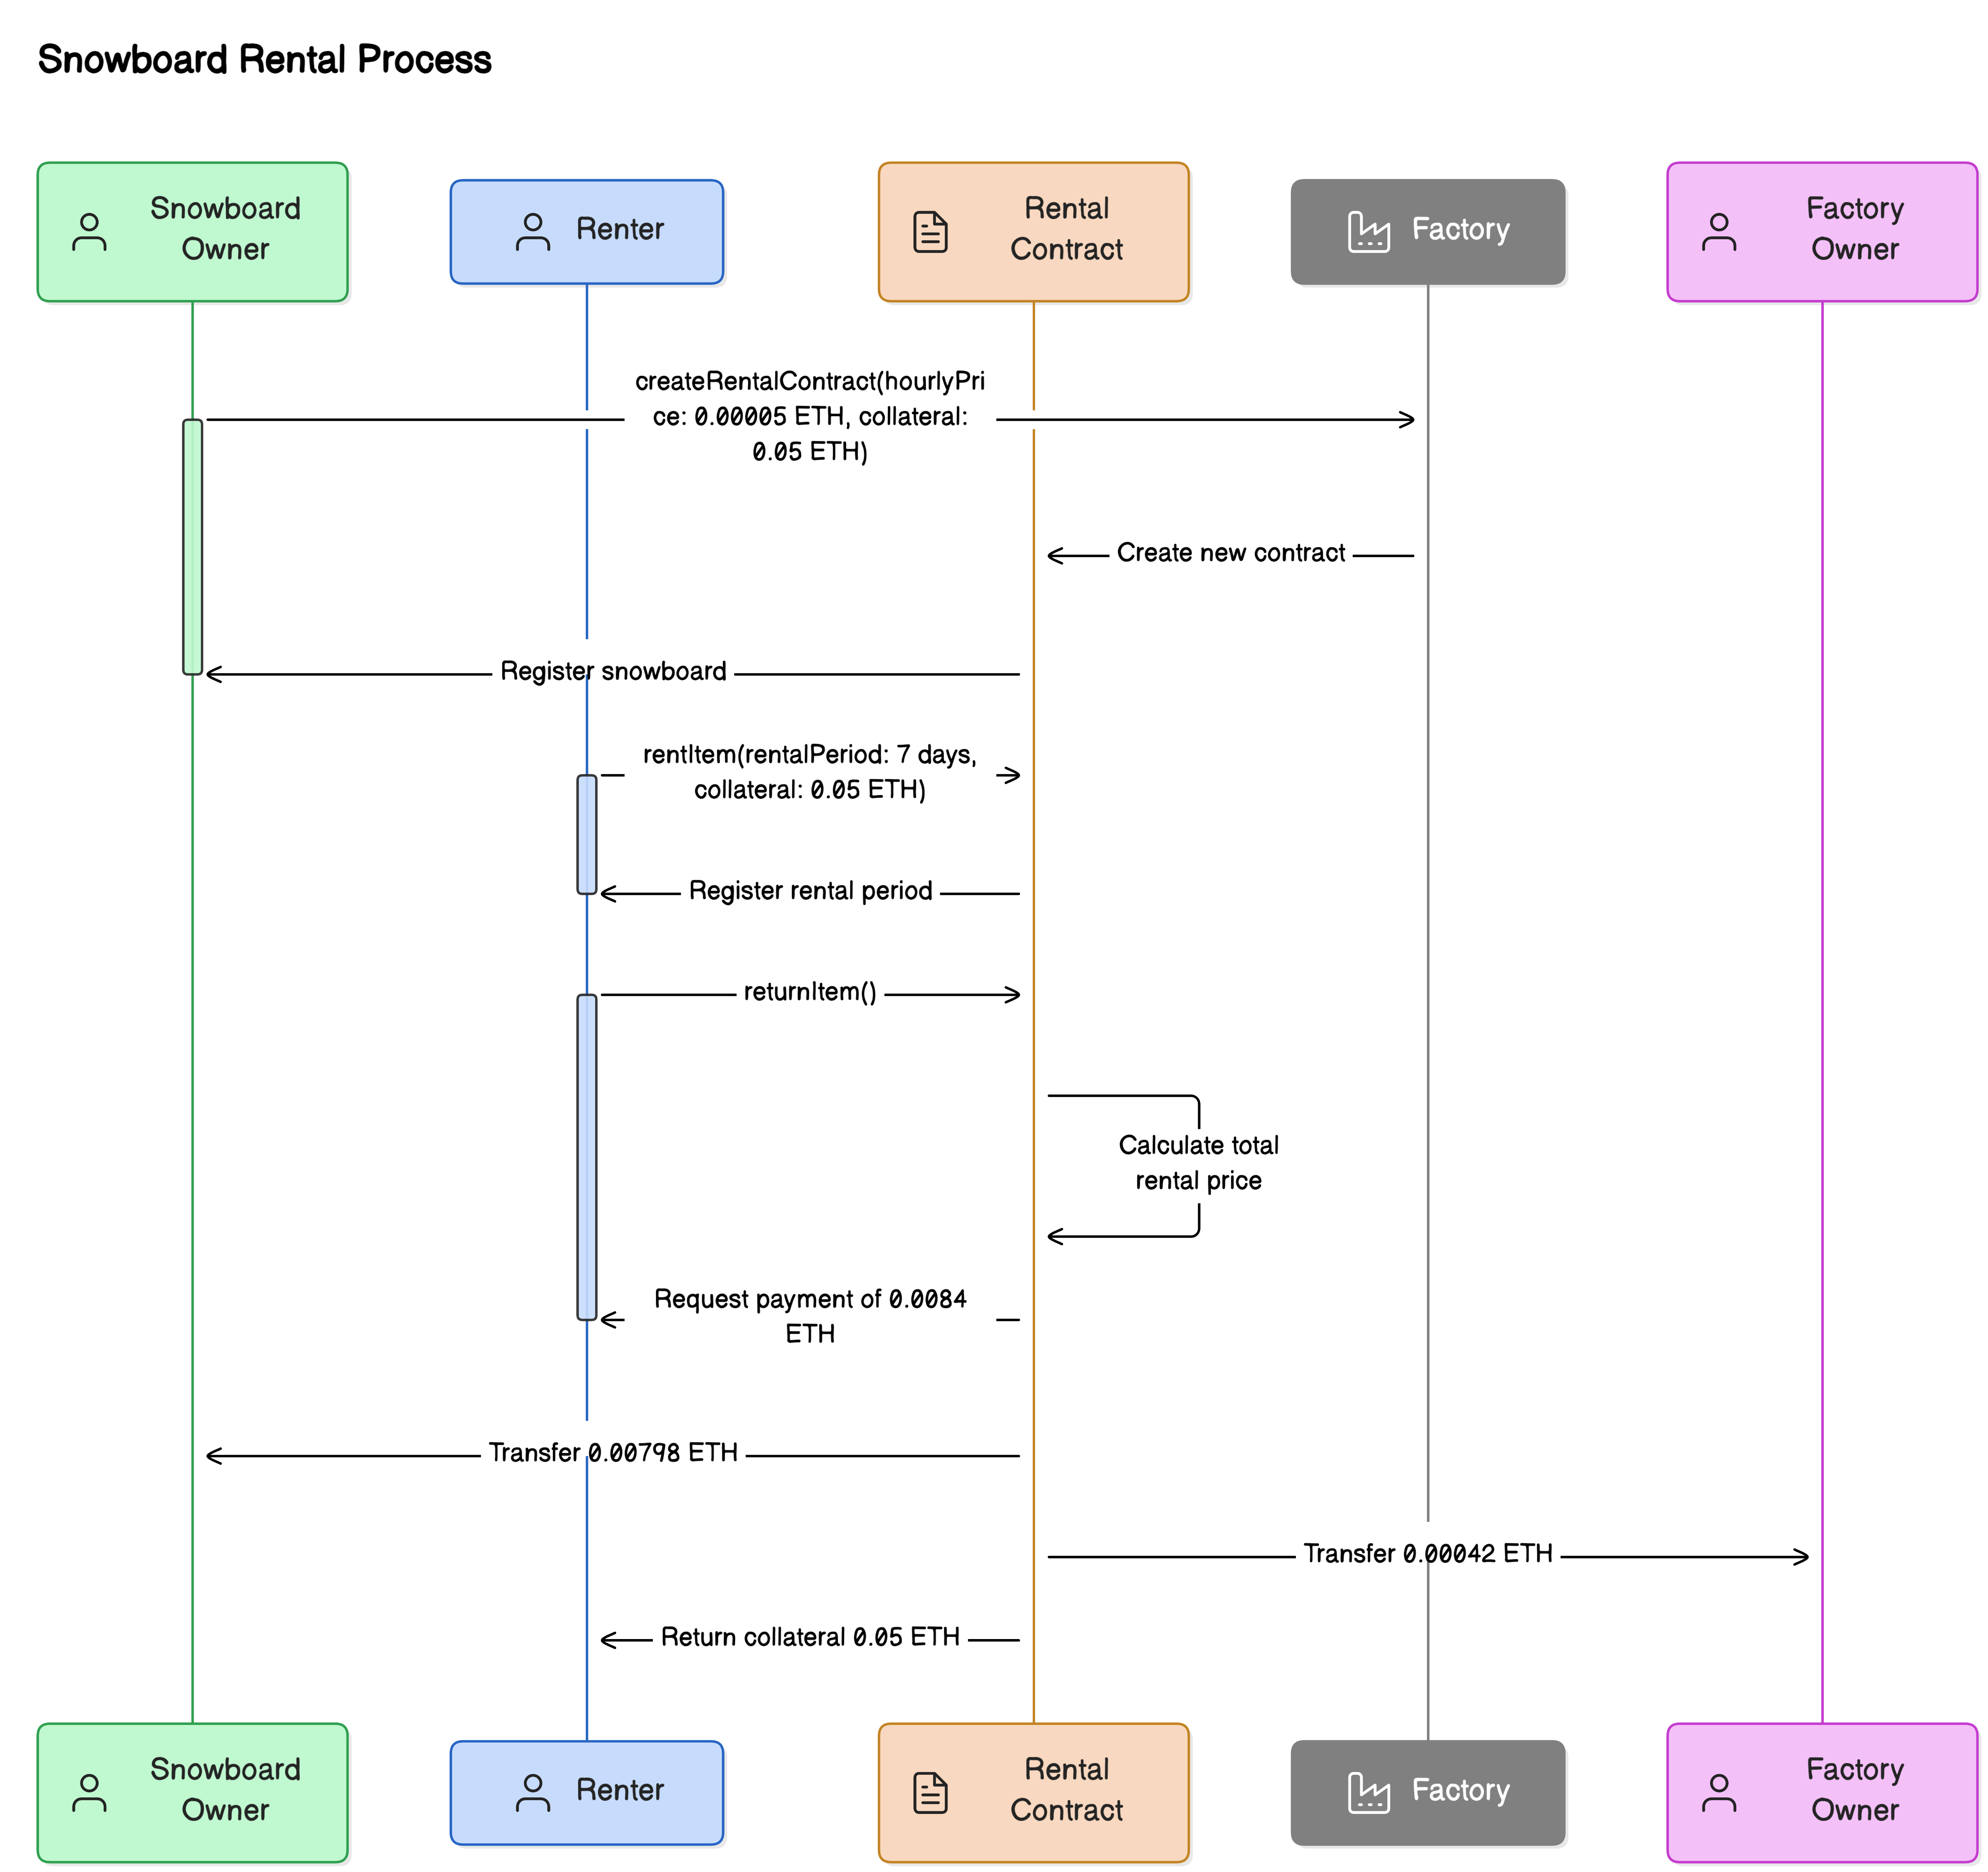 Snowboard Rental Process
Snowboard
Owner
Renter
Rental
Contract
Factory
Factory
Owner
createRentalContract(hourlyPri
ce: 0.00005 ETH, collateral:
0.05 ETH)
Create new contract
Register snowboard
rentItem(rentalPeriod: 7 days,
collateral: 0.05 ETH)
Register rental period
returnItem()
Calculate total
rental price
Request payment of 0.0084
ETH
Transfer 0.00798 ETH
Transfer 0.00042 ETH
Return collateral 0.05 ETH
Snowboard
Owner
Renter
Rental
Contract
Factory
Factory
Owner